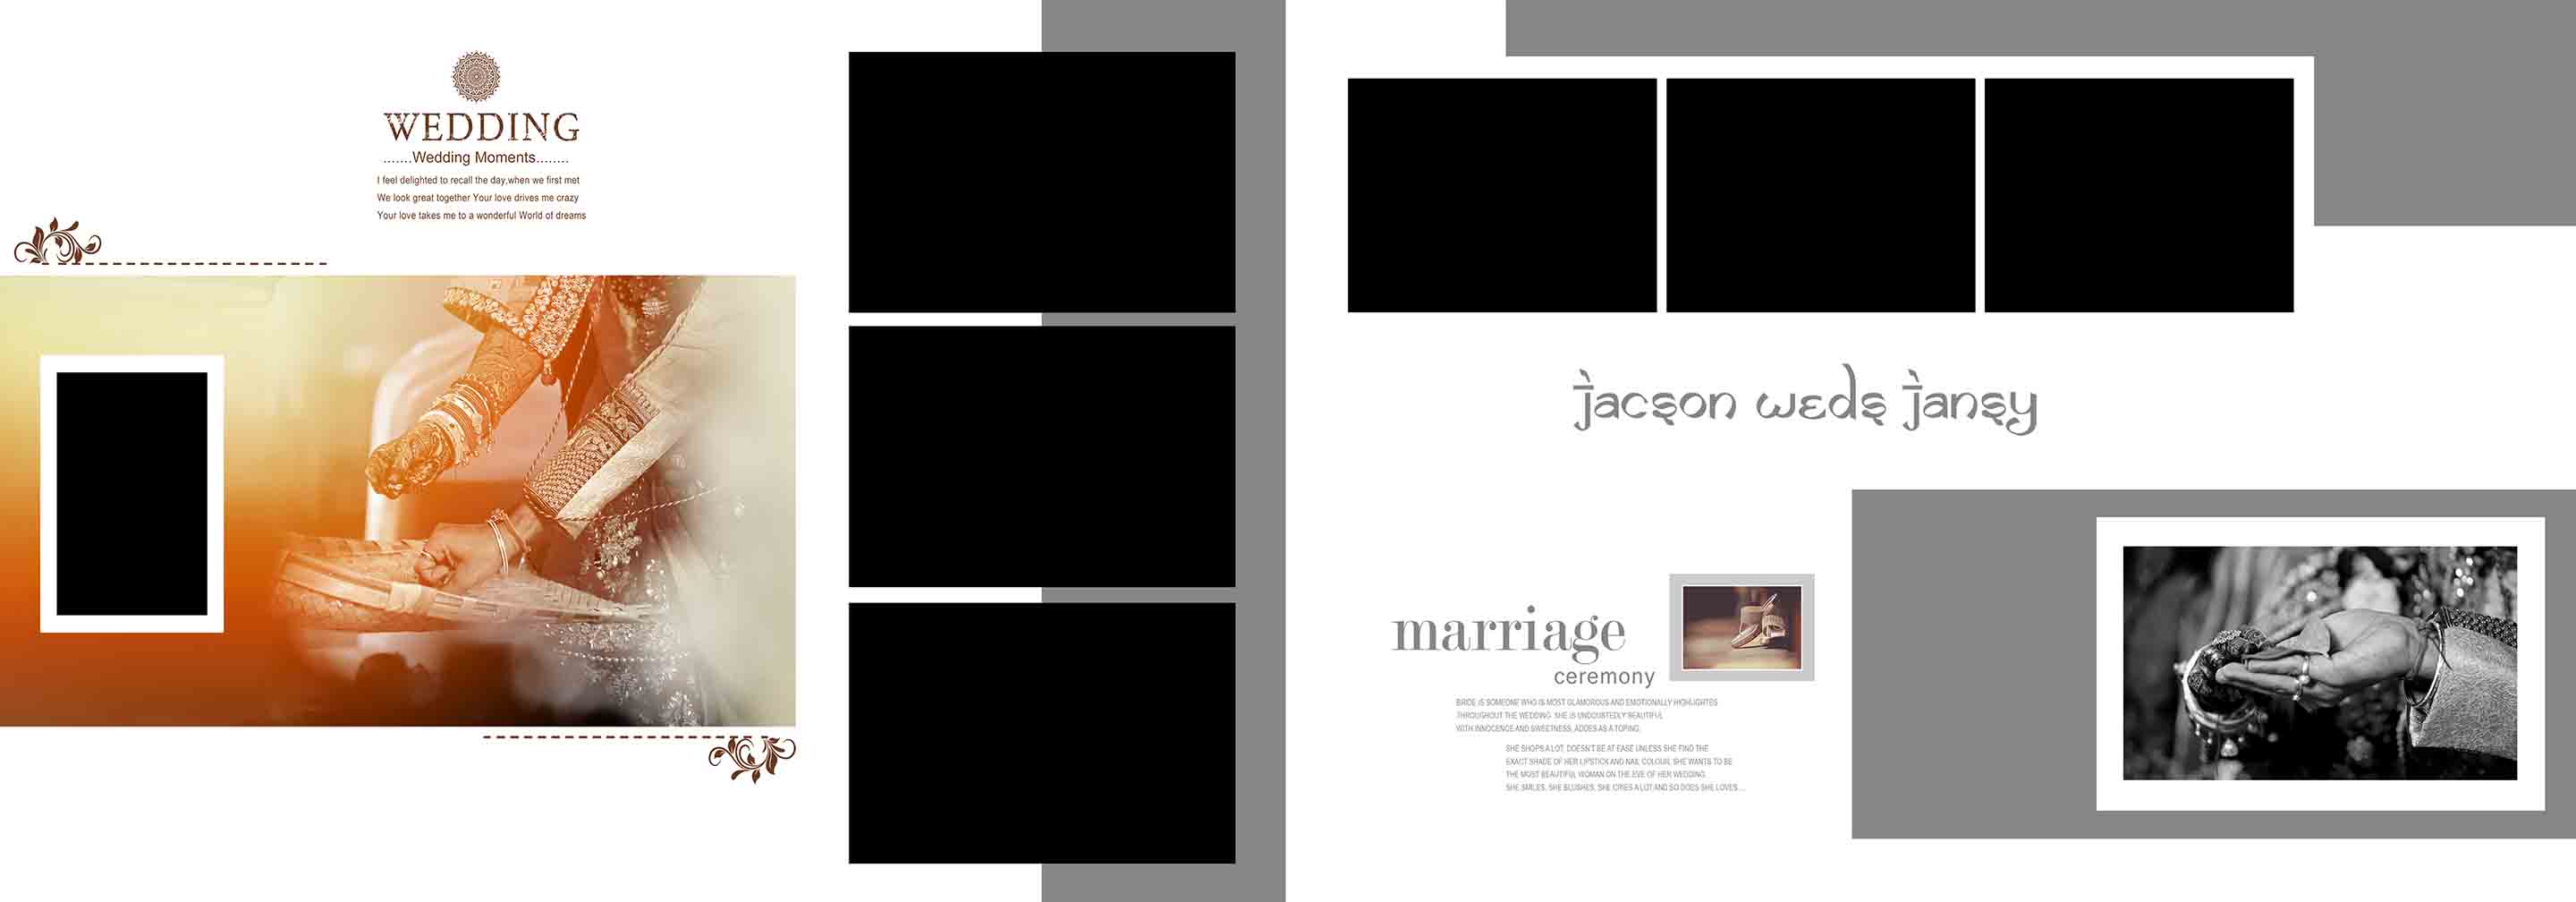 WEDDING
.......Wedding Moments........
I feel delighted to recall the day,when we first met
We look great together Your love drives me crazy
Your love takes me to a wonderful World of dreams
jacson weds jansy
marriage
ceremony
BRIDE IS SOMEONE WHO IS MOST GLAMOROUS AND EMOTIONALLY HIGHLIGHTES
THROUGHOUT THE WEDDING. SHE IS UNDOUBTEDLY BEAUTIFUL
WITH INNOCENCE AND SWEETNESS, ADDES AS A TOPING.
SHE SHOPS A LOT, DOESN'T BE AT EASE UNLESS SHE FIND THE
EXACT SHADE OF HER LIPSTICK AND NAIL COLOUR. SHE WANTS TO BE
THE MOST BEAUTIFUL WOMAN ON THE EVE OF HER WEDDING.
SHE SMILES, SHE BLUSHES, SHE CIRIES A LOT AND SO DOES SHE LOVES....